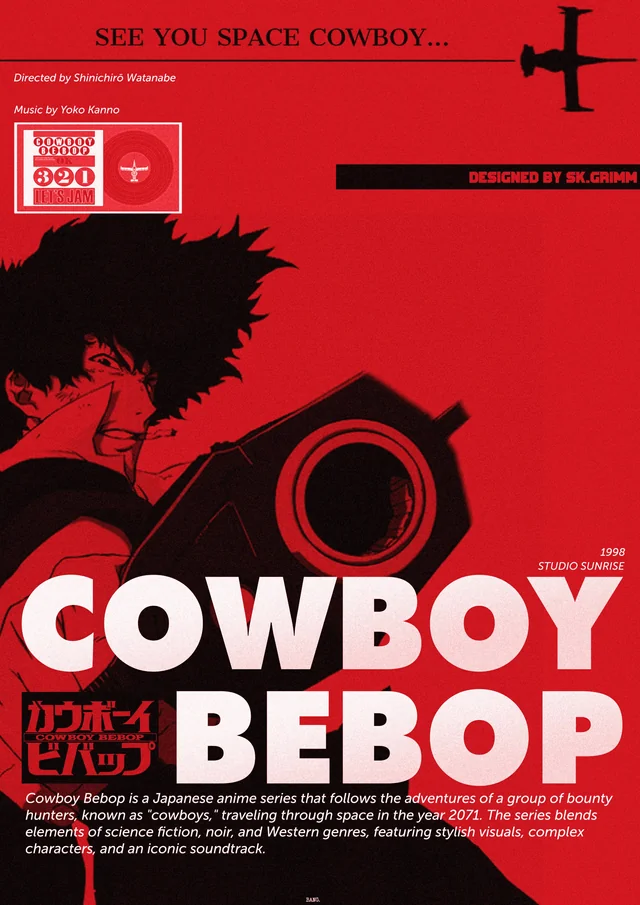 SEE YOU SPACE COWBOY...
Directed by Shinichirō Watanabe
Music by Yoko Kanno
COWBOY
BEBOP
321
LET'S JAM
DESIGNED BY SK.GRIMM
1998
STUDIO SUNRISE
COWBOY
BEBOP
カウボーイ
COWBOY BEBOP
ビバップ
Cowboy Bebop is a Japanese anime series that follows the adventures of a group of bounty
hunters, known as "cowboys," traveling through space in the year 2071. The series blends
elements of science fiction, noir, and Western genres, featuring stylish visuals, complex
characters, and an iconic soundtrack.
BANG.